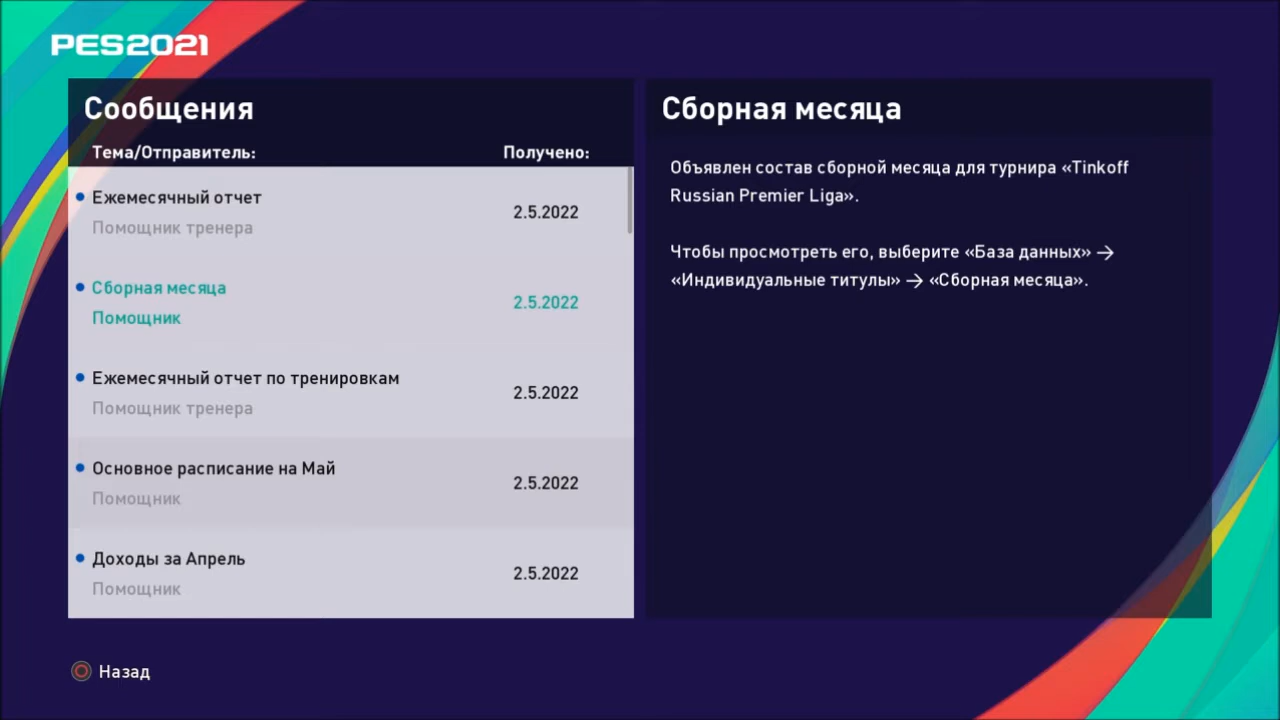 PES2021
Сообщения
Тема/Отправитель: Получено:
Ежемесячный отчет
Помощник тренера
2.5.2022
Сборная месяца
Помощник
2.5.2022
Ежемесячный отчет по тренировкам
Помощник тренера
2.5.2022
Основное расписание на Май
Помощник
2.5.2022
Доходы за Апрель
Помощник
2.5.2022
Сборная месяца
Объявлен состав сборной месяца для турнира «Tinkoff
Russian Premier Liga».
Чтобы просмотреть его, выберите «База данных» →
«Индивидуальные титулы» → «Сборная месяца».
Назад